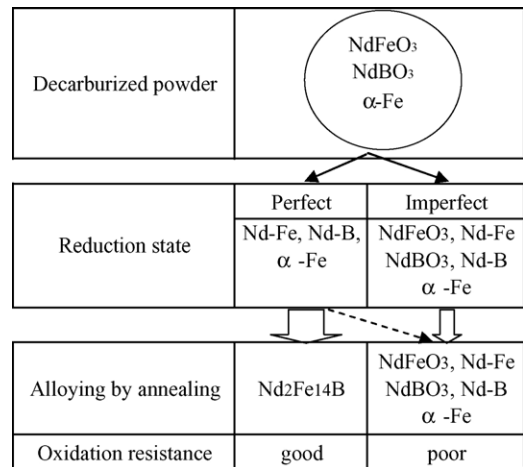 Decarburized powder
NdFeO3
NdBO3
α-Fe
Reduction state
Perfect
Nd-Fe, Nd-B,
α -Fe
Imperfect
NdFeO3, Nd-Fe
NdBO3, Nd-B
α -Fe
Alloying by annealing
Nd2Fe14B
NdFeO3, Nd-Fe
NdBO3, Nd-B
α -Fe
Oxidation resistance
good
poor